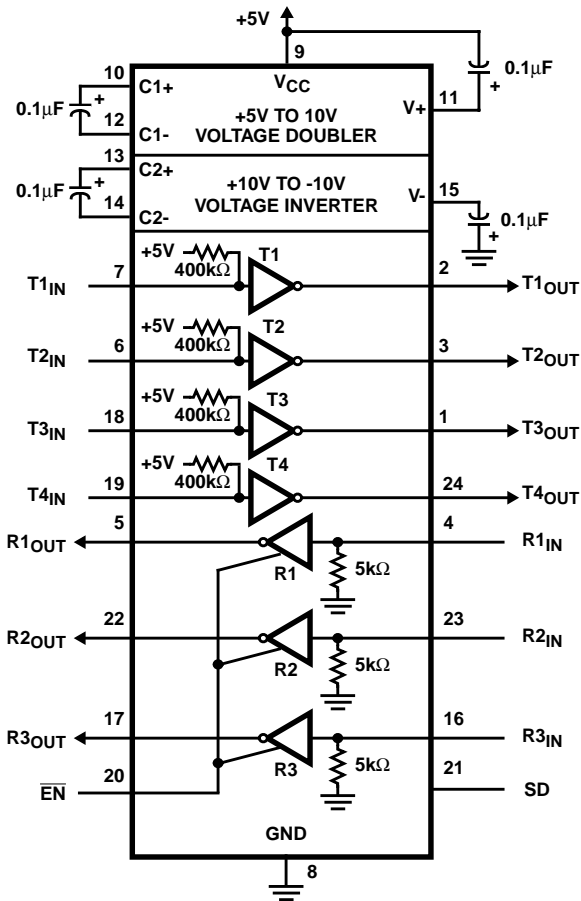 +5V
9
VCC
0.1µF
+
10
C1+
0.1µF
+
12
C1-
+5V TO 10V
VOLTAGE DOUBLER
V+
11
13
C2+
0.1µF
+
14
C2-
+10V TO -10V
VOLTAGE INVERTER
V-
15
0.1µF
+
T1IN
7
+5V
400kΩ
T1
2
T1OUT
T2IN
6
+5V
400kΩ
T2
3
T2OUT
T3IN
18
+5V
400kΩ
T3
1
T3OUT
T4IN
19
+5V
400kΩ
T4
24
T4OUT
R1OUT
5
R1
4
R1IN
5kΩ
R2OUT
22
R2
23
R2IN
5kΩ
R3OUT
17
R3
16
R3IN
5kΩ
EN
20
21
SD
GND
8